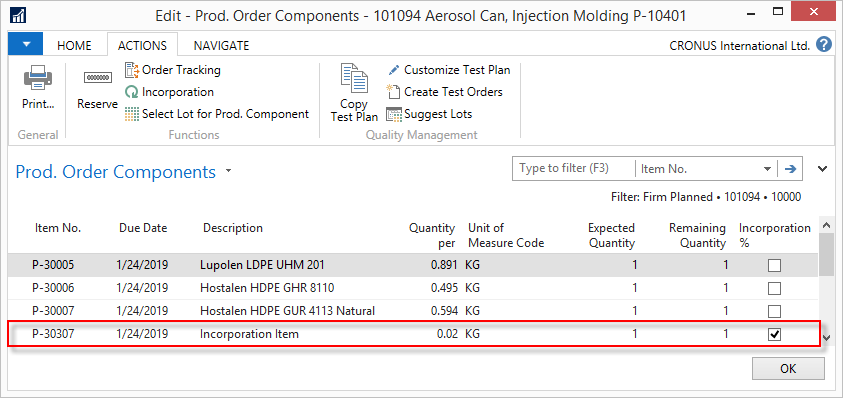 Edit - Prod. Order Components - 101094 Aerosol Can, Injection Molding P-10401
HOME ACTIONS NAVIGATE CRONUS International Ltd. ?
Print...
General
Reserve
Order Tracking
Incorporation
Select Lot for Prod. Component
Functions
Copy
Test Plan
Customize Test Plan
Create Test Orders
Suggest Lots
Quality Management
Prod. Order Components
Type to filter (F3) Item No.
Filter: Firm Planned • 101094 • 10000
Item No. Due Date Description Quantity per Unit of Measure Code Expected Quantity Remaining Quantity Incorporation %
P-30005 1/24/2019 Lupolen LDPE UHM 201 0.891 KG 1 1
P-30006 1/24/2019 Hostalen HDPE GHR 8110 0.495 KG 1 1
P-30007 1/24/2019 Hostalen HDPE GUR 4113 Natural 0.594 KG 1 1
P-30307 1/24/2019 Incorporation Item 0.02 KG 1 1
OK